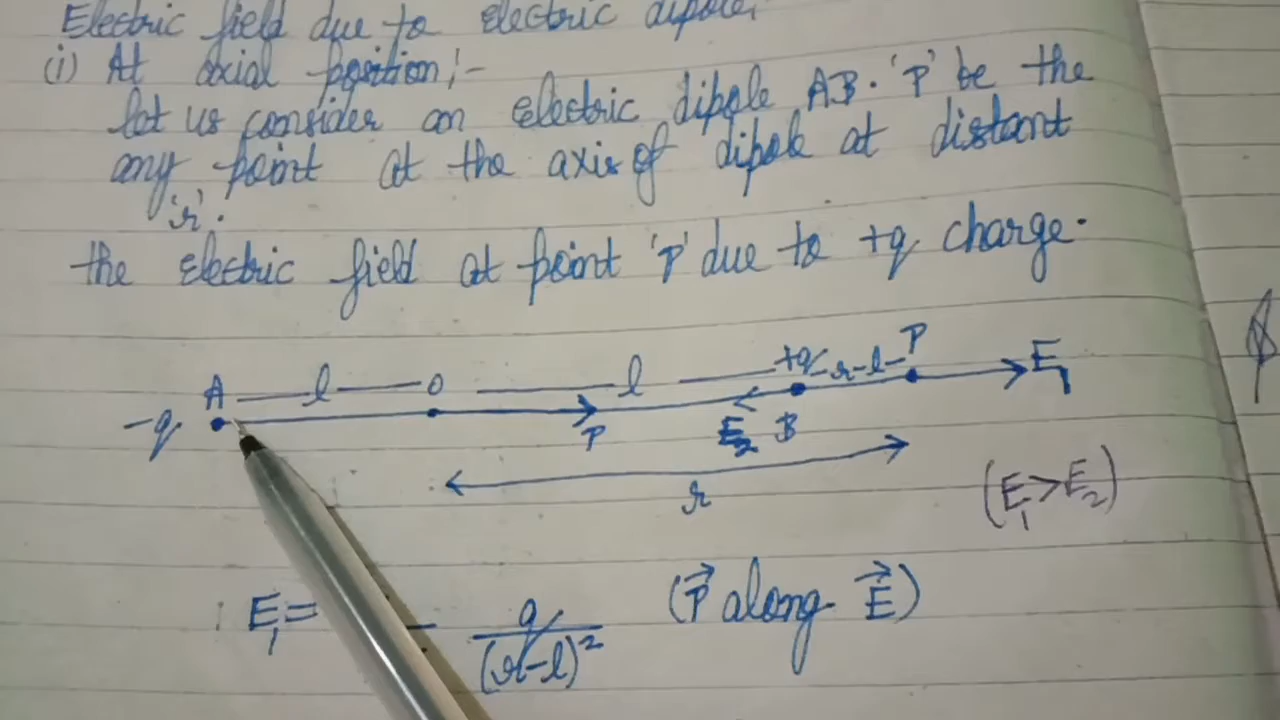 Electric field due to electric dipole,
(i) At axial position;-
let us consider an electric dipole AB. 'P' be the
any point at the axis of dipole at distant
'r'.
the electric field at point 'P' due to +q charge.
A — l — O — l — +q — r-l — P E₁
-q P E₂ B
r
(E₁>E₂)
E₁= q/(r-l)² (P⃗ along E⃗)